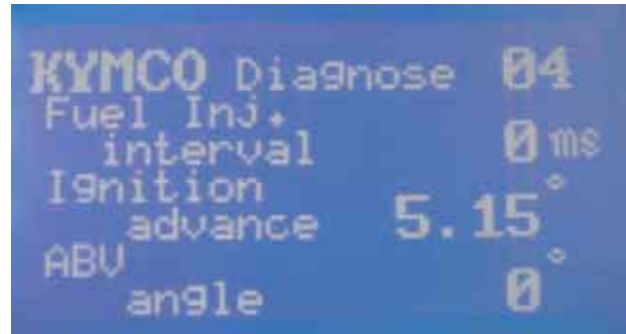 KYMCO Diagnose 04
Fuel Inj.
interval 0 ms
Ignition
advance 5.15°
ABV
angle 0°